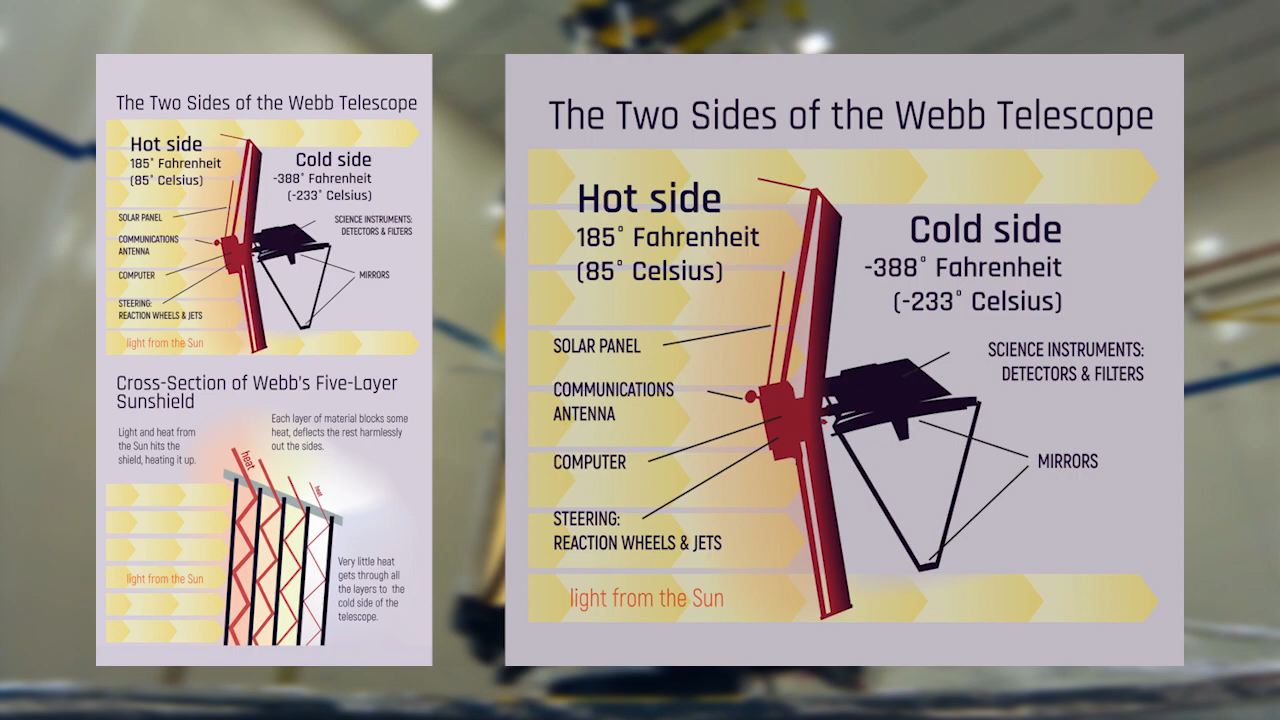 The Two Sides of the Webb Telescope
Hot side
185° Fahrenheit
(85° Celsius)
Cold side
-388° Fahrenheit
(-233° Celsius)
SOLAR PANEL
COMMUNICATIONS
ANTENNA
COMPUTER
STEERING:
REACTION WHEELS & JETS
SCIENCE INSTRUMENTS:
DETECTORS & FILTERS
MIRRORS
light from the Sun
Cross-Section of Webb's Five-Layer
Sunshield
Light and heat from
the Sun hits the
shield, heating it up.
Each layer of material blocks some
heat, deflects the rest harmlessly
out the sides.
heat
heat
light from the Sun
Very little heat
gets through all
the layers to the
cold side of the
telescope.
The Two Sides of the Webb Telescope
Hot side
185° Fahrenheit
(85° Celsius)
Cold side
-388° Fahrenheit
(-233° Celsius)
SOLAR PANEL
COMMUNICATIONS
ANTENNA
COMPUTER
STEERING:
REACTION WHEELS & JETS
SCIENCE INSTRUMENTS:
DETECTORS & FILTERS
MIRRORS
light from the Sun